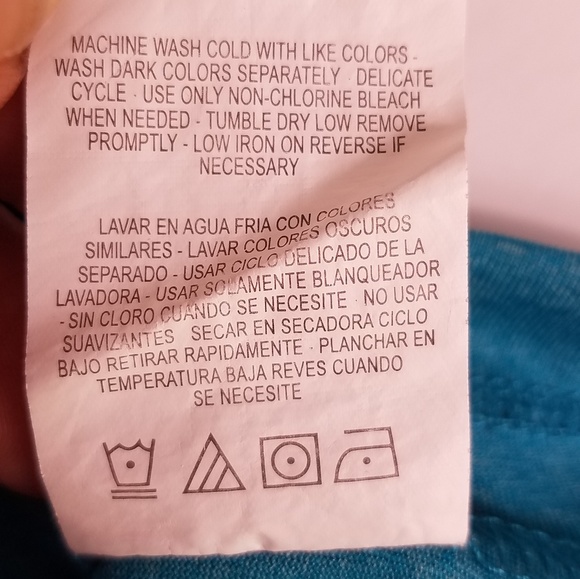 MACHINE WASH COLD WITH LIKE COLORS -
WASH DARK COLORS SEPARATELY · DELICATE
CYCLE · USE ONLY NON-CHLORINE BLEACH
WHEN NEEDED - TUMBLE DRY LOW REMOVE
PROMPTLY - LOW IRON ON REVERSE IF
NECESSARY
LAVAR EN AGUA FRIA CON COLORES
SIMILARES - LAVAR COLORES OSCUROS
SEPARADO - USAR CICLO DELICADO DE LA
LAVADORA - USAR SOLAMENTE BLANQUEADOR
- SIN CLORO CUANDO SE NECESITE · NO USAR
SUAVIZANTES SECAR EN SECADORA CICLO
BAJO RETIRAR RAPIDAMENTE · PLANCHAR EN
TEMPERATURA BAJA REVES CUANDO
SE NECESITE